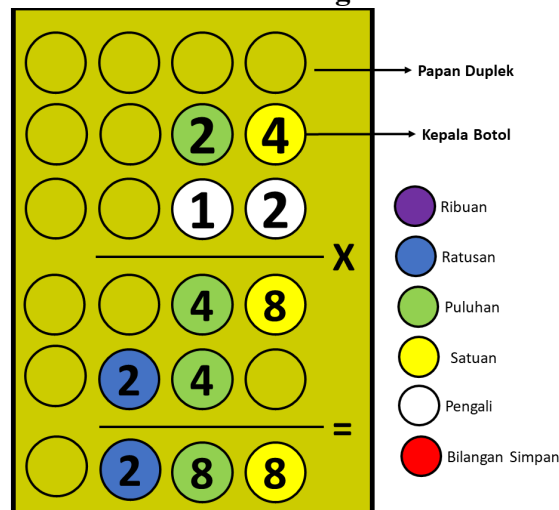 Papan Duplek
2 4
Kepala Botol
1 2
X
Ribuan
Ratusan
4 8
Puluhan
2 4
Satuan
Pengali
=
2 8 8
Bilangan Simpan